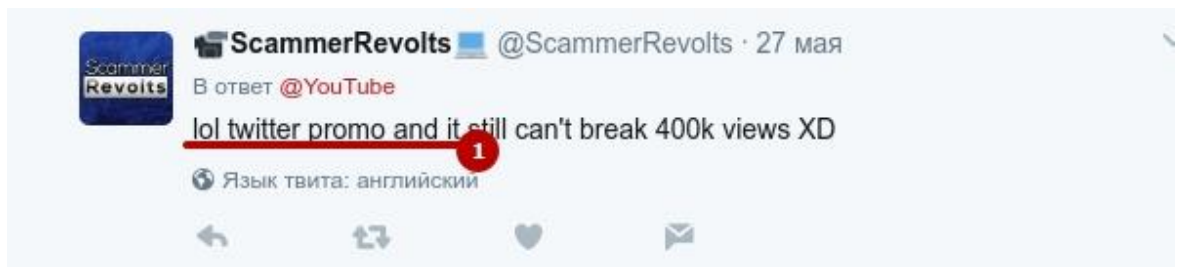 Scammer
Revolts
ScammerRevolts @ScammerRevolts · 27 мая
В ответ @YouTube
lol twitter promo and it still can't break 400k views XD
1
Язык твита: английский